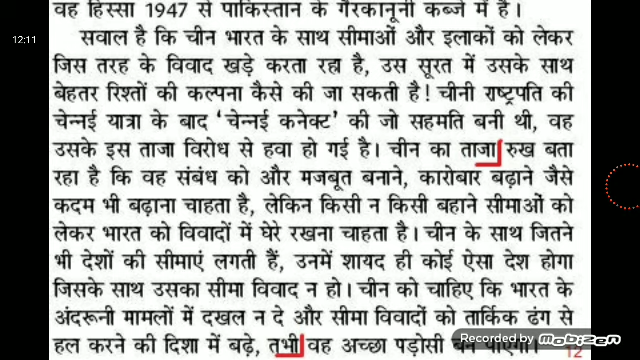 12:11
वह हिस्सा 1947 से पाकिस्तान के गैरकानूनी कब्जे में है।
सवाल है कि चीन भारत के साथ सीमाओं और इलाकों को लेकर
जिस तरह के विवाद खड़े करता रहा है, उस सूरत में उसके साथ
बेहतर रिश्तों की कल्पना कैसे की जा सकती है! चीनी राष्ट्रपति की
चेन्नई यात्रा के बाद 'चेन्नई कनेक्ट' की जो सहमति बनी थी, वह
उसके इस ताजा विरोध से हवा हो गई है। चीन का ताजा रुख बता
रहा है कि वह संबंध को और मजबूत बनाने, कारोबार बढ़ाने जैसे
कदम भी बढ़ाना चाहता है, लेकिन किसी न किसी बहाने सीमाओं को
लेकर भारत को विवादों में घेरे रखना चाहता है। चीन के साथ जितने
भी देशों की सीमाएं लगती हैं, उनमें शायद ही कोई ऐसा देश होगा
जिसके साथ उसका सीमा विवाद न हो। चीन को चाहिए कि भारत के
अंदरूनी मामलों में दखल न दे और सीमा विवादों को तार्किक ढंग से
हल करने की दिशा में बढ़े, तभी वह अच्छा पड़ोसी
Recorded by mobizen
12